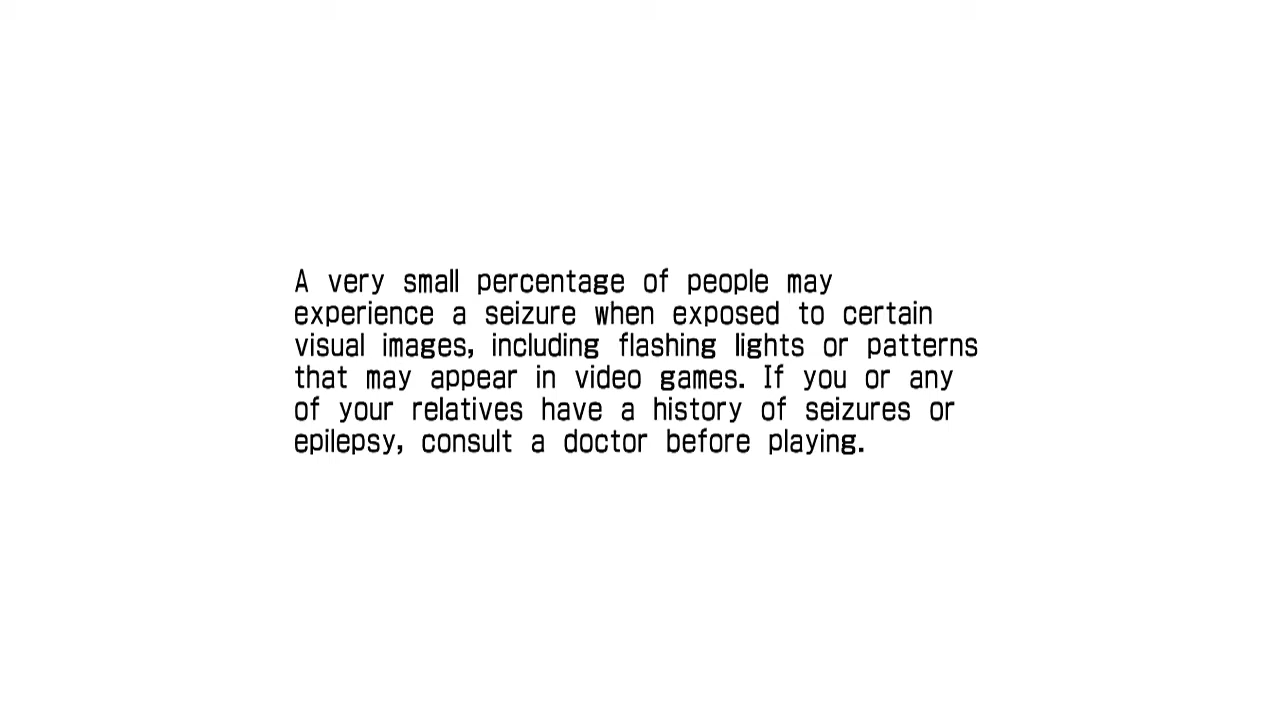 A very small percentage of people may
experience a seizure when exposed to certain
visual images, including flashing lights or patterns
that may appear in video games. If you or any
of your relatives have a history of seizures or
epilepsy, consult a doctor before playing.